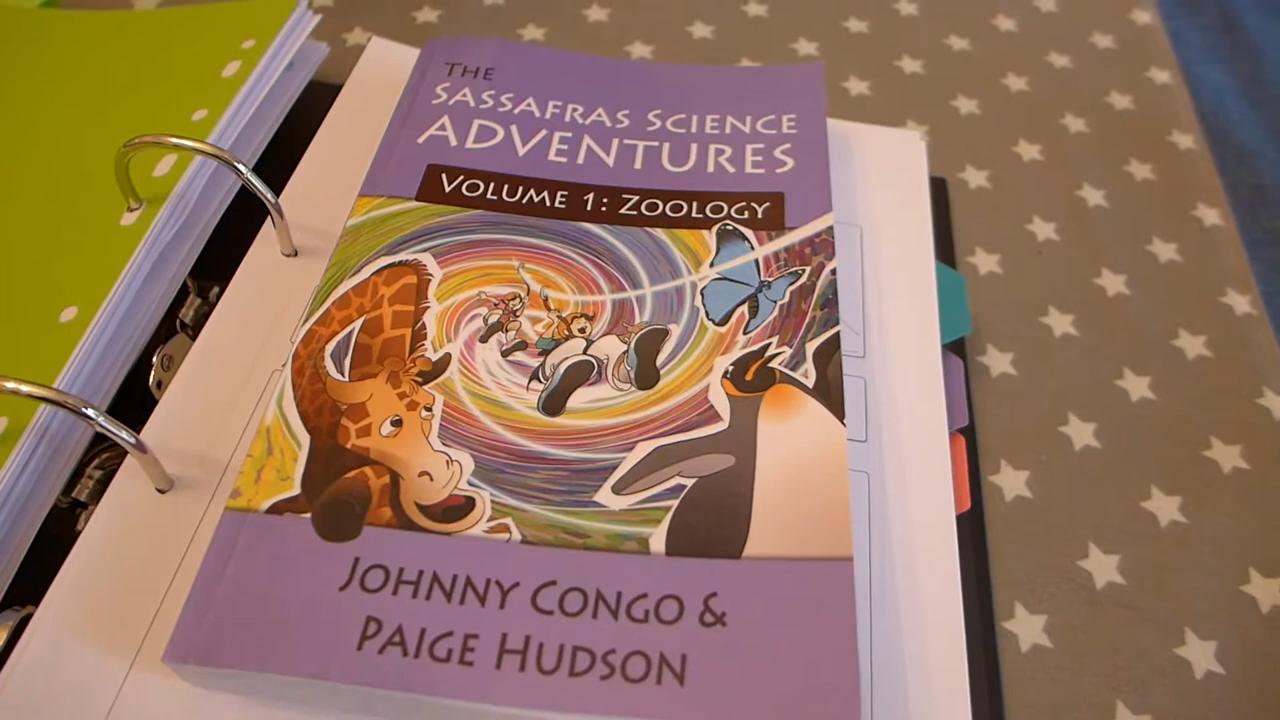 THE
SASSAFRAS SCIENCE
ADVENTURES
VOLUME 1: ZOOLOGY
JOHNNY CONGO &
PAIGE HUDSON